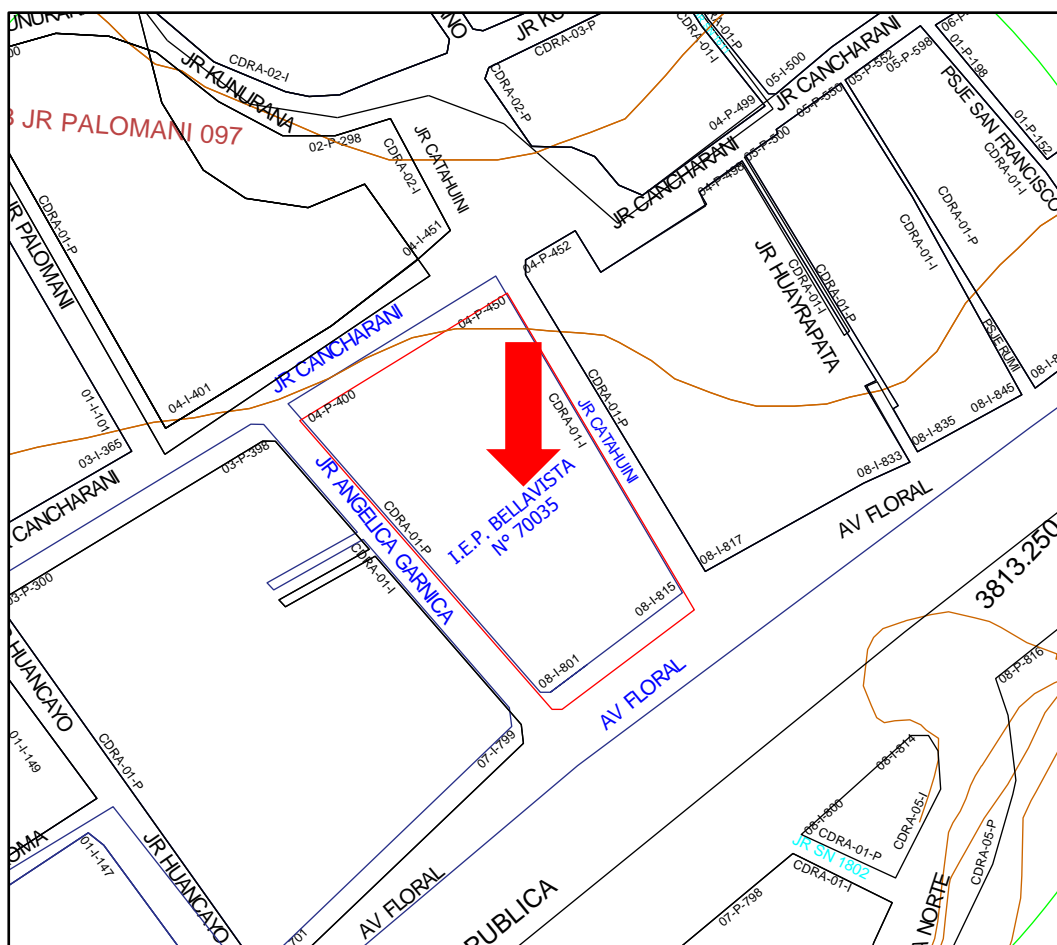 JR KUNURANA
CDRA-02-I
CDRA-03-P
CDRA-02-P
CDRA-01-I
CDRA-01-P
04-P-499
05-I-500
JR CANCHARANI
05-P-598
05-P-552
05-P-550
05-P-500
01-P-198
PSJE SAN FRANCISCO
CDRA-01-I
01-P-152
JR PALOMANI 097
02-P-298
CDRA-02-I
JR CATAHUINI
04-I-451
JR CANCHARANI
04-P-498
CDRA-01-P
JR PALOMANI
04-P-452
JR HUAYRAPATA
CDRA-01-I
CDRA-01-P
CDRA-01-I
CDRA-01-P
PSJE RUMI
JR CANCHARANI
04-P-450
04-P-400
04-I-401
01-I-101
03-I-365
CANCHARANI
03-P-398
03-P-300
JR ANGELICA GARNICA
CDRA-01-P
CDRA-01-I
CDRA-01-I
JR CATAHUINI
CDRA-01-P
I.E.P. BELLAVISTA
Nº 70035
08-I-815
08-I-801
08-I-817
08-I-833
08-I-835
08-I-845
AV FLORAL
AV FLORAL
3813.250
08-P-816
HUANCAYO
CDRA-01-P
01-I-149
07-I-799
01-I-147
JR HUANCAYO
AV FLORAL
701
08-I-814
08-I-800
CDRA-01-P
CDRA-05-I
CDRA-05-P
JR SN 1802
CDRA-01-I
07-P-798
NORTE